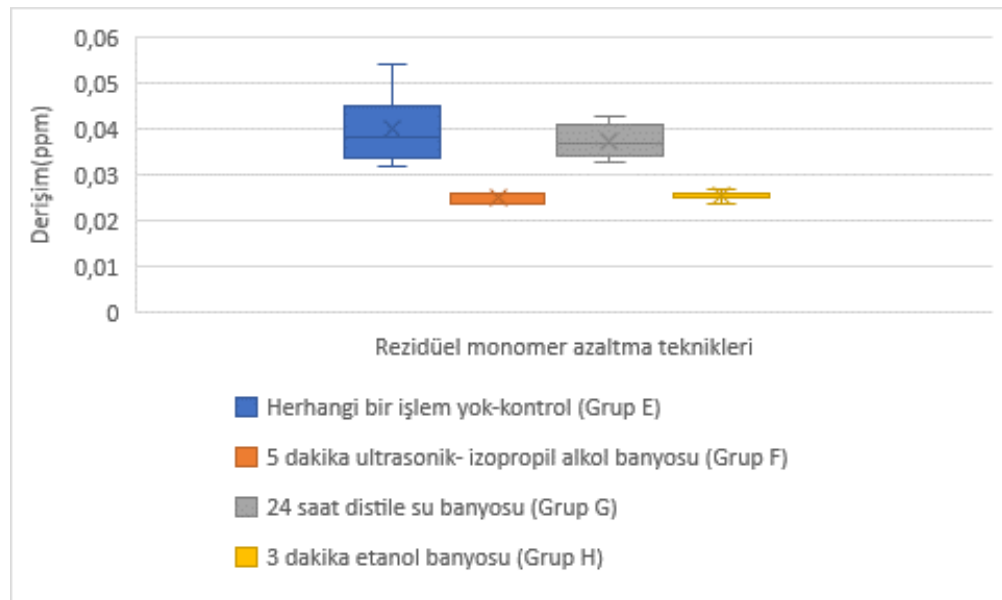 0,06
0,05
0,04
0,03
0,02
0,01
0
Derişim(ppm)
Rezidüel monomer azaltma teknikleri
Herhangi bir işlem yok-kontrol (Grup E)
5 dakika ultrasonik- izopropil alkol banyosu (Grup F)
24 saat distile su banyosu (Grup G)
3 dakika etanol banyosu (Grup H)